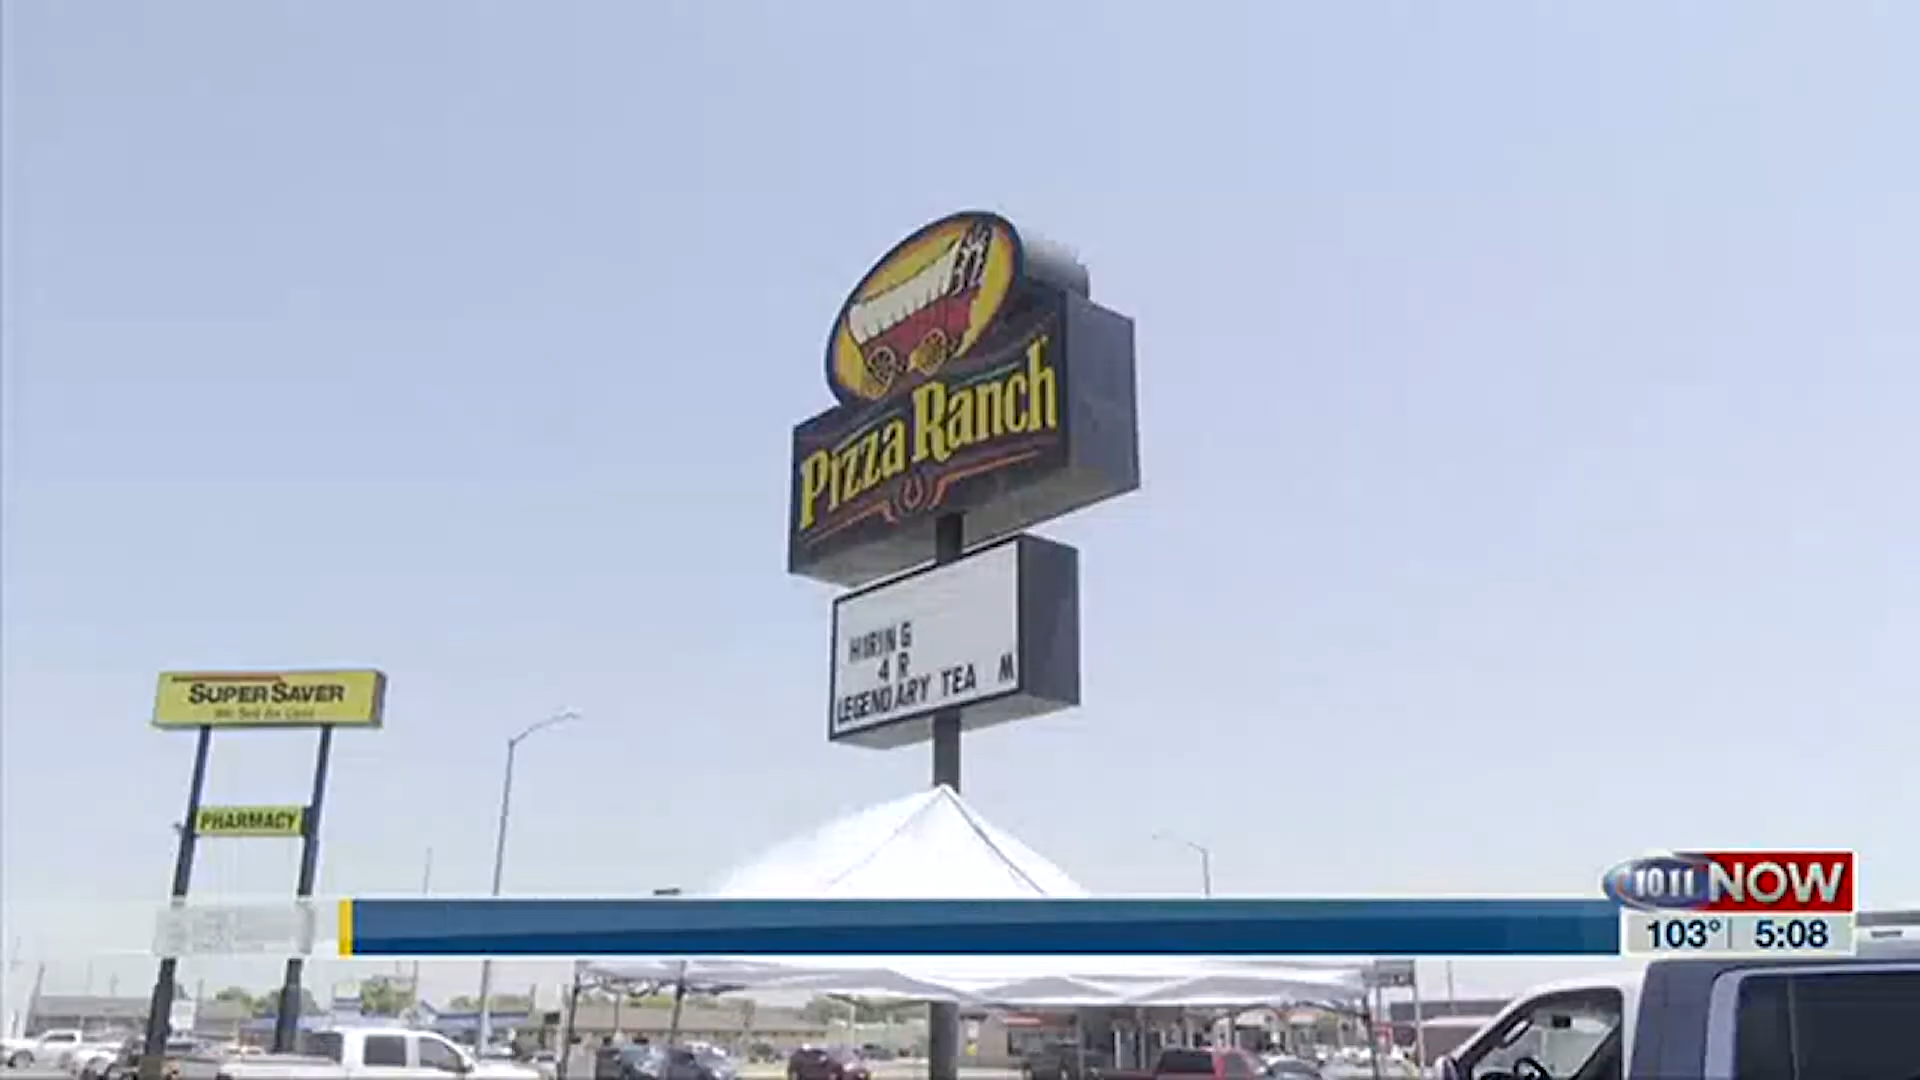 Pizza Ranch
HIRING
4 R
LEGENDARY TEA M
SUPER SAVER
PHARMACY
10 11 NOW
103° 5:08